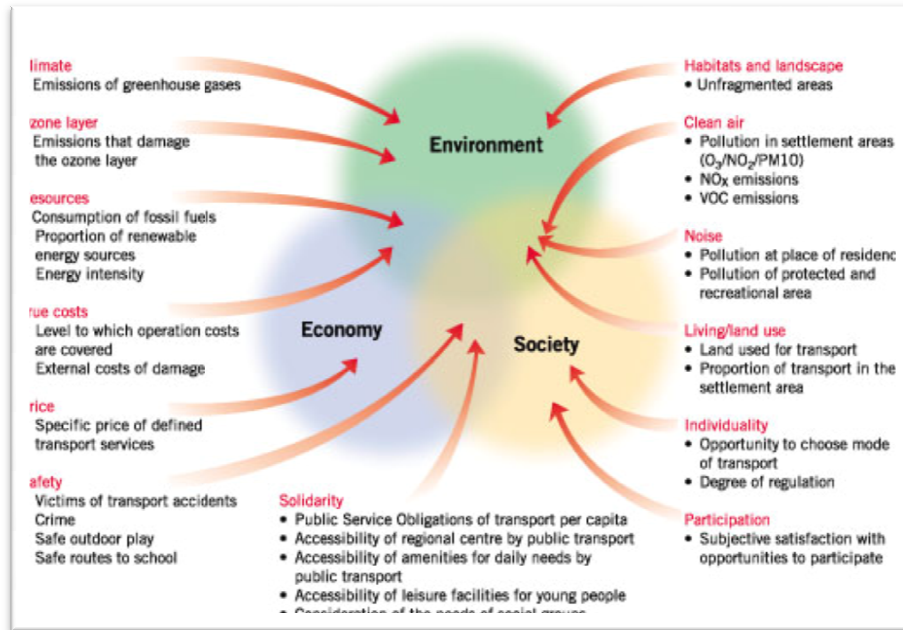 limate
Emissions of greenhouse gases
zone layer
Emissions that damage
the ozone layer
esources
Consumption of fossil fuels
Proportion of renewable
energy sources
Energy intensity
rue costs
Level to which operation costs
are covered
External costs of damage
rice
Specific price of defined
transport services
afety
Victims of transport accidents
Crime
Safe outdoor play
Safe routes to school
Environment
Economy
Society
Solidarity
• Public Service Obligations of transport per capita
• Accessibility of regional centre by public transport
• Accessibility of amenities for daily needs by
public transport
• Accessibility of leisure facilities for young people
• Consideration of the needs of social groups
Habitats and landscape
• Unfragmented areas
Clean air
• Pollution in settlement areas
(O₃/NO₂/PM10)
• NOₓ emissions
• VOC emissions
Noise
• Pollution at place of residenc
• Pollution of protected and
recreational area
Living/land use
• Land used for transport
• Proportion of transport in the
settlement area
Individuality
• Opportunity to choose mode
of transport
• Degree of regulation
Participation
• Subjective satisfaction with
opportunities to participate